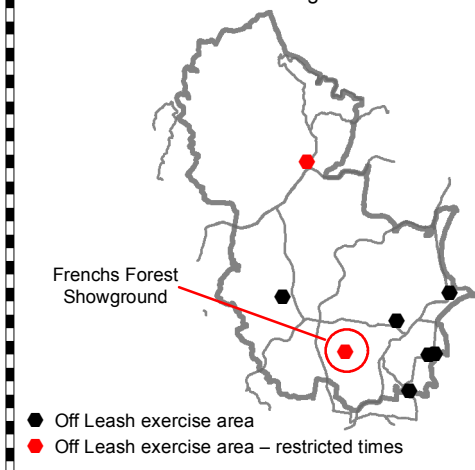 Frenchs Forest
Showground
Off Leash exercise area
Off Leash exercise area – restricted times